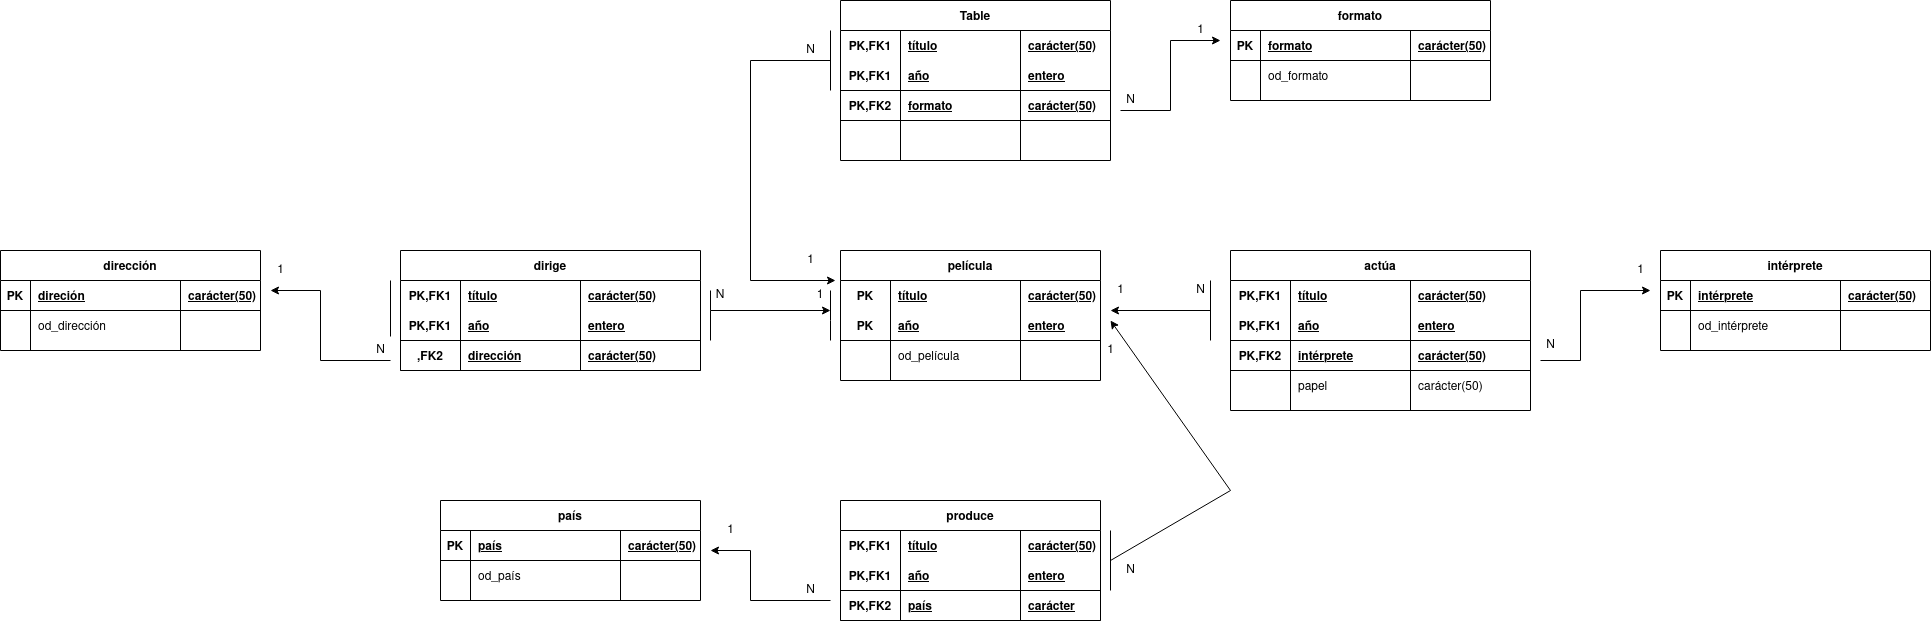 Table
PK,FK1 título carácter(50)
PK,FK1 año entero
PK,FK2 formato carácter(50)
N
N
1
formato
PK formato carácter(50)
od_formato
dirección
PK direción carácter(50)
od_dirección
1
N
dirige
PK,FK1 título carácter(50)
PK,FK1 año entero
,FK2 dirección carácter(50)
N
1
1
película
PK título carácter(50)
PK año entero
od_película
1
N
1
actúa
PK,FK1 título carácter(50)
PK,FK1 año entero
PK,FK2 intérprete carácter(50)
papel carácter(50)
N
1
intérprete
PK intérprete carácter(50)
od_intérprete
país
PK país carácter(50)
od_país
1
N
produce
PK,FK1 título carácter(50)
PK,FK1 año entero
PK,FK2 país carácter
N